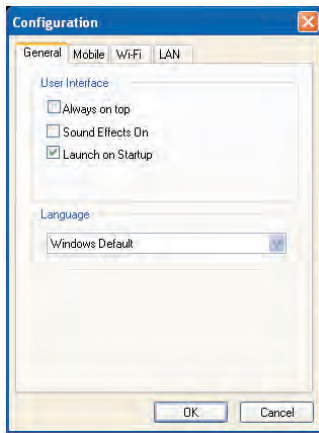 Configuration
General Mobile Wi-Fi LAN
User Interface
Always on top
Sound Effects On
Launch on Startup
Language
Windows Default
OK Cancel